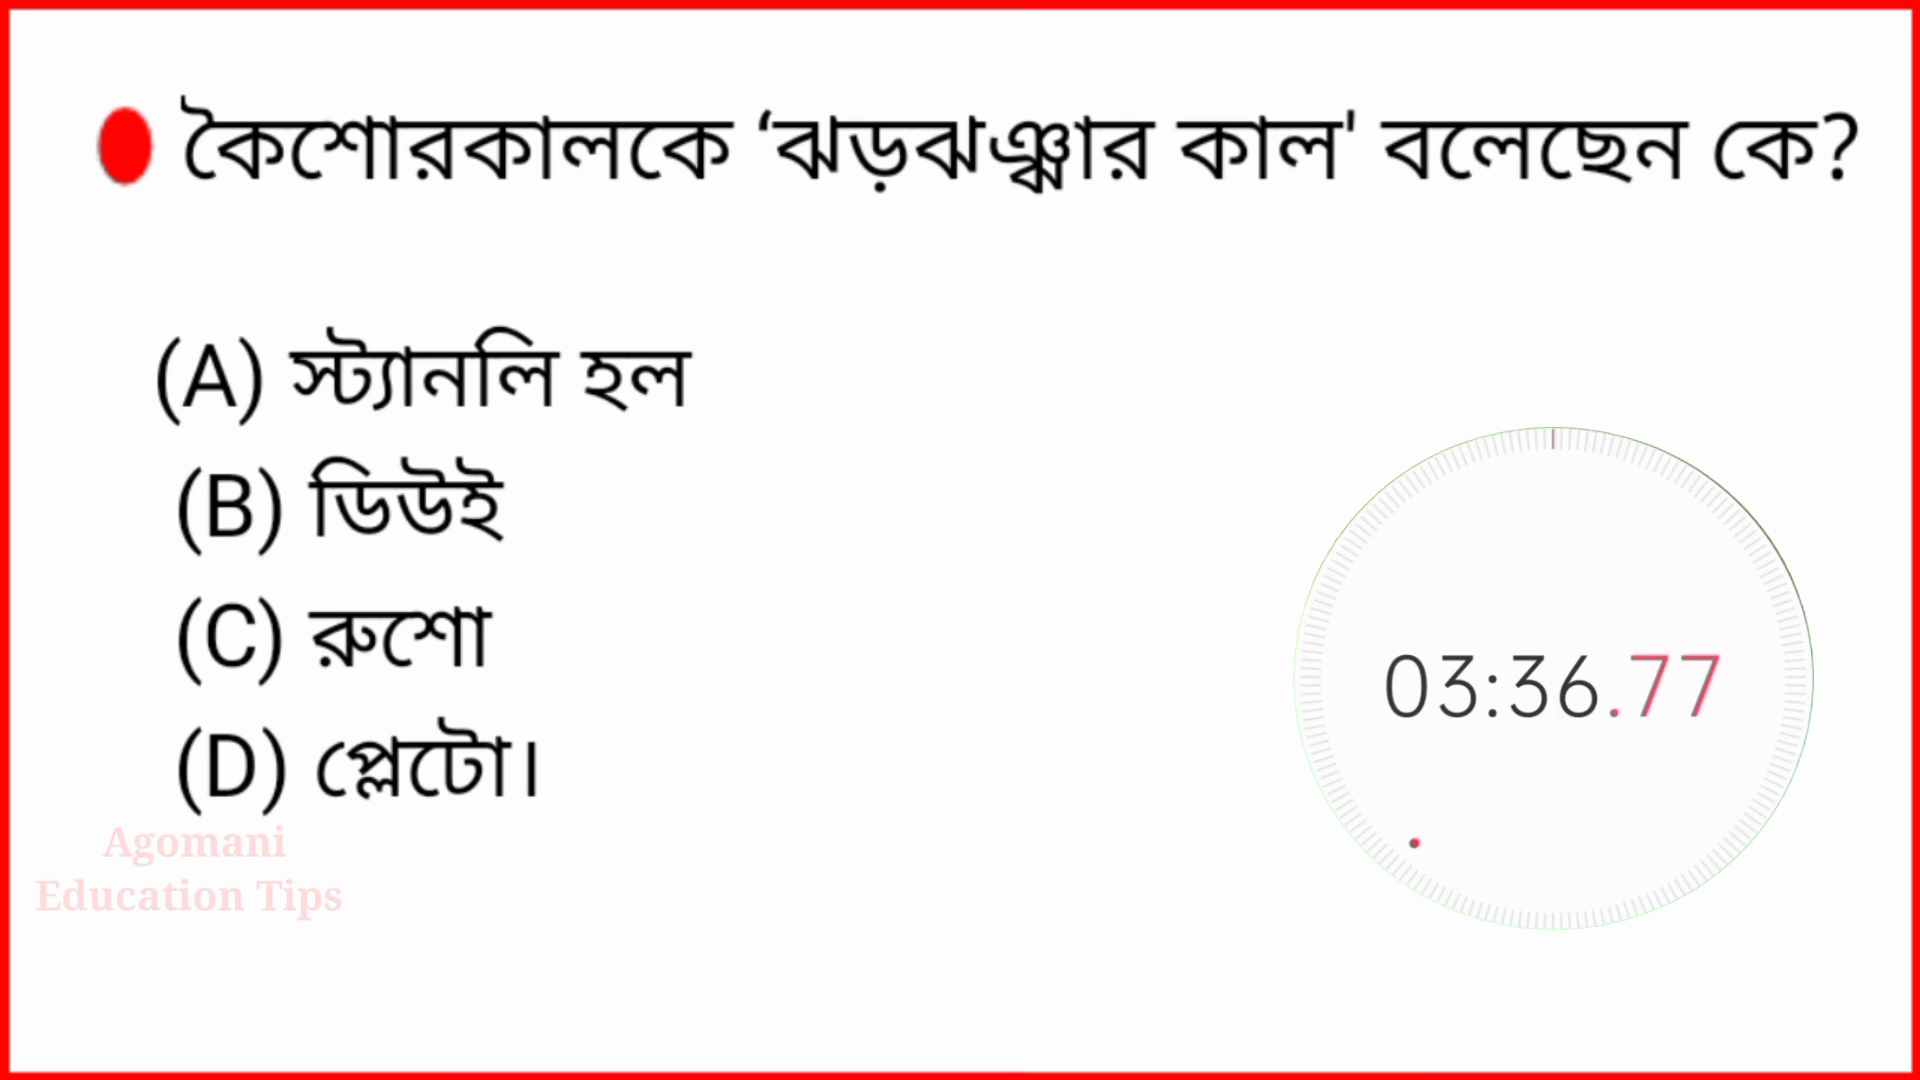 কৈশোরকালকে ‘ঝড়ঝঞ্ঝার কাল' বলেছেন কে?
(A) স্ট্যানলি হল
(B) ডিউই
(C) রুশো
(D) প্লেটো।
03:36.77
Agomani
Education Tips